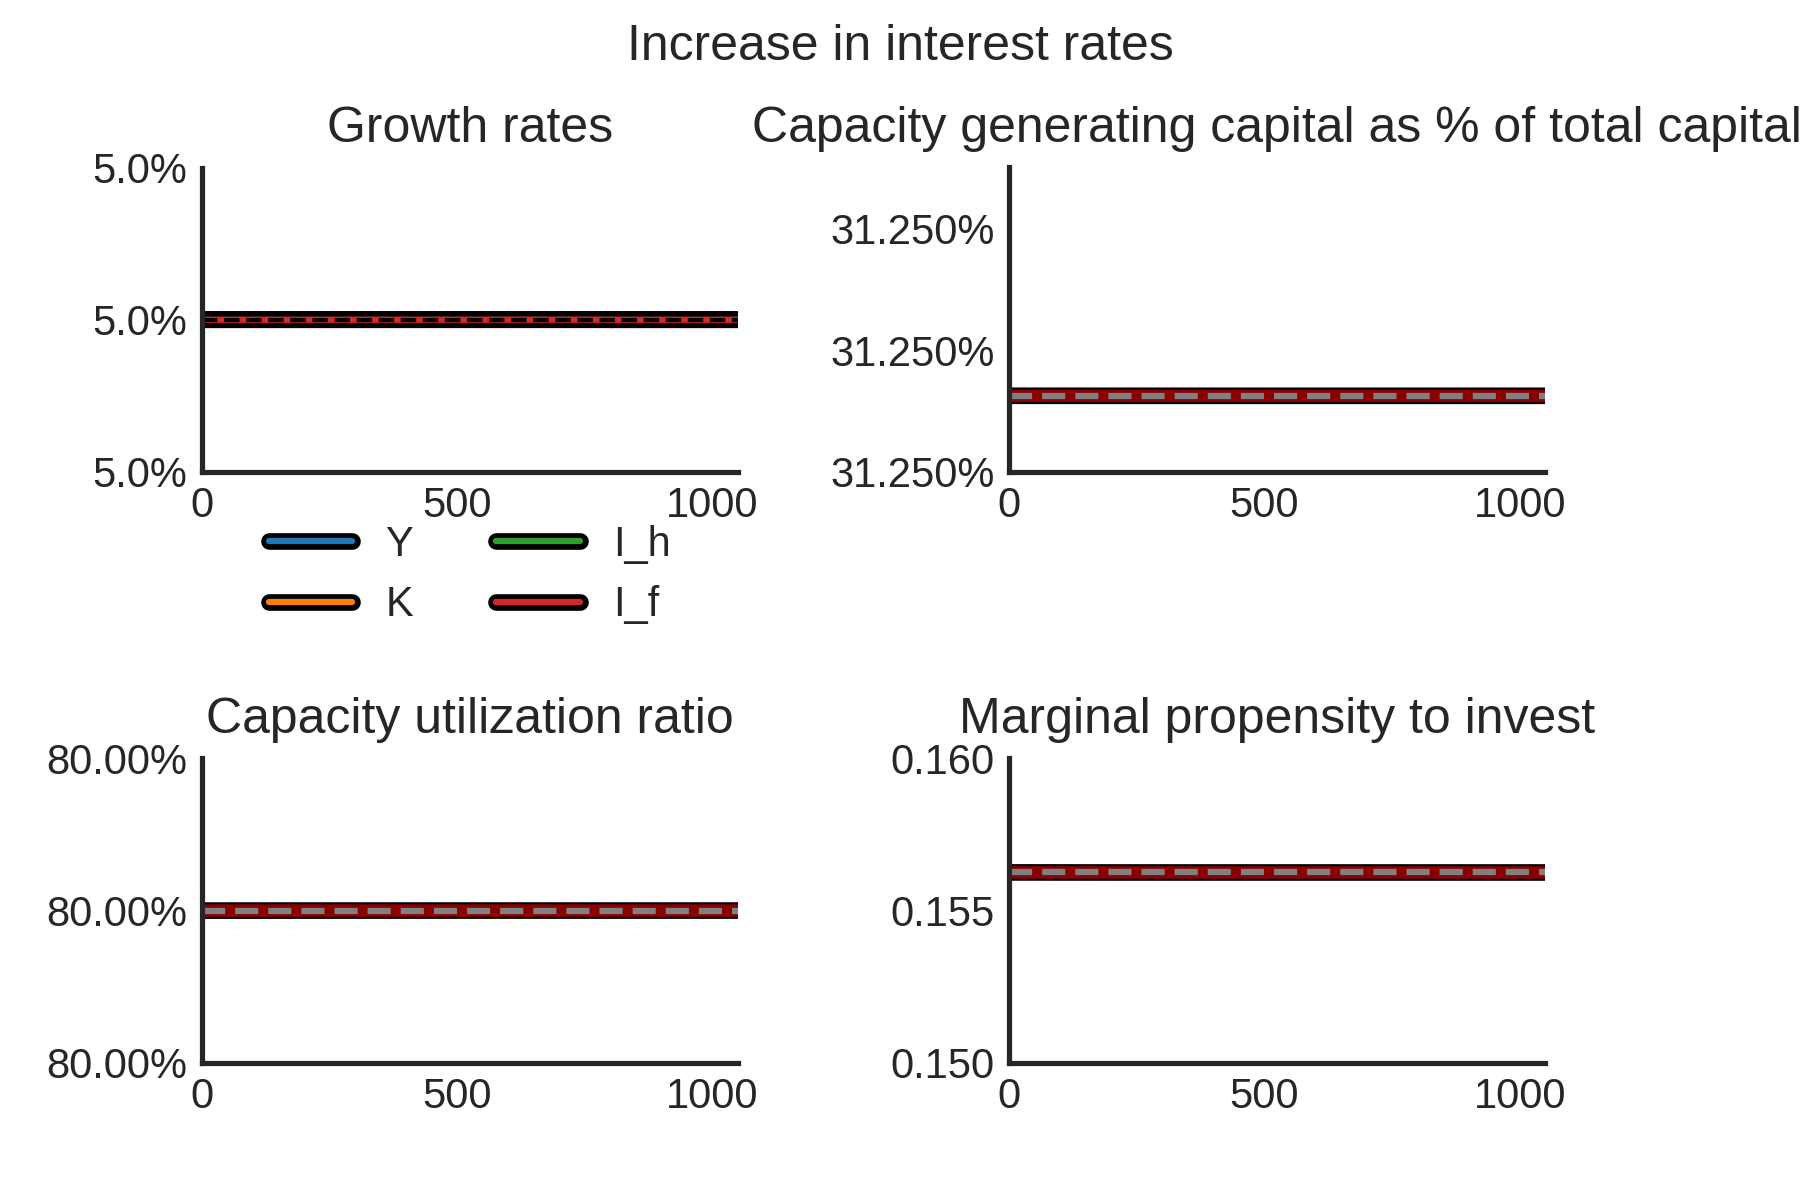 Increase in interest rates
Growth rates
5.0%
5.0%
5.0%
0 500 1000
Y I_h
K I_f
Capacity generating capital as % of total capital
31.250%
31.250%
31.250%
0 500 1000
Capacity utilization ratio
80.00%
80.00%
80.00%
0 500 1000
Marginal propensity to invest
0.160
0.155
0.150
0 500 1000